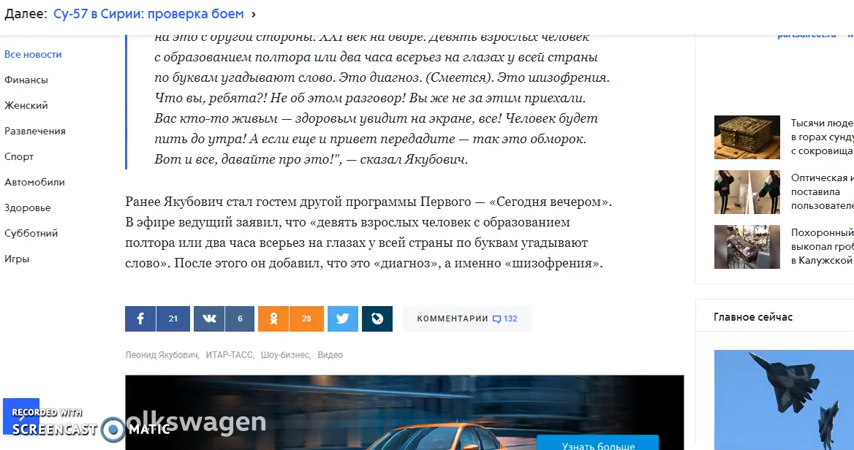 Далее: Су-57 в Сирии: проверка боем
Все новости
Финансы
Женский
Развлечения
Спорт
Автомобили
Здоровье
Субботний
Игры
на это с другой стороны. XXI век на дворе. Девять взрослых человек
с образованием полтора или два часа всерьез на глазах у всей страны
по буквам угадывают слово. Это диагноз. (Смеется). Это шизофрения.
Что вы, ребята?! Не об этом разговор! Вы же не за этим приехали.
Вас кто-то живым — здоровым увидит на экране, все! Человек будет
пить до утра! А если еще и привет передадите — так это обморок.
Вот и все, давайте про это!", — сказал Якубович.
Ранее Якубович стал гостем другой программы Первого — «Сегодня вечером».
В эфире ведущий заявил, что «девять взрослых человек с образованием
полтора или два часа всерьез на глазах у всей страны по буквам угадывают
слово». После этого он добавил, что это «диагноз», а именно «шизофрения».
21
6
28
КОММЕНТАРИИ 132
Леонид Якубович, ИТАР-ТАСС, Шоу-бизнес, Видео
olkswagen
Узнать больше
RECORDED WITH
SCREENCAST MATIC
Тысячи люде
в горах сунду
с сокровища
Оптическая и
поставила
пользователе
Похоронный
выкопал гроб
в Калужской
Главное сейчас